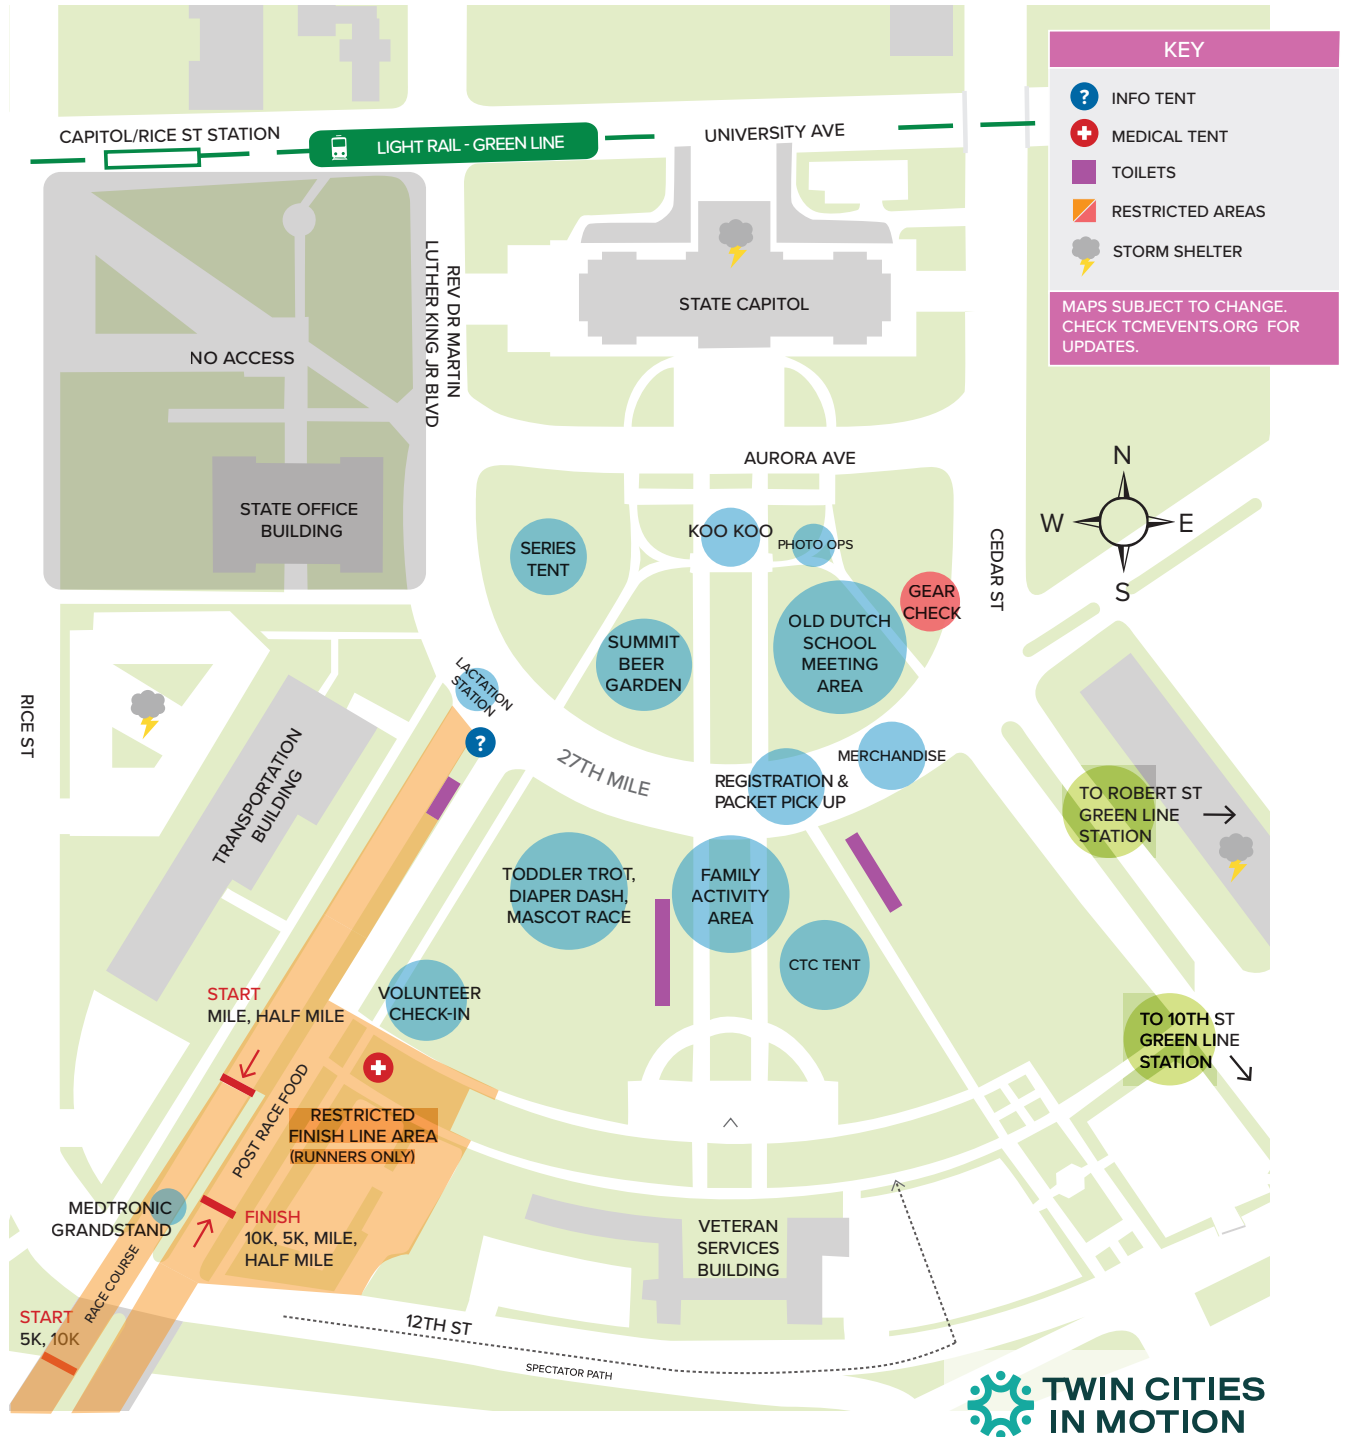 KEY
?
INFO TENT
MEDICAL TENT
TOILETS
RESTRICTED AREAS
STORM SHELTER
MAPS SUBJECT TO CHANGE.
CHECK TCMEVENTS.ORG FOR
UPDATES.
CAPITOL/RICE ST STATION
LIGHT RAIL - GREEN LINE
UNIVERSITY AVE
STATE CAPITOL
REV DR MARTIN
LUTHER KING JR BLVD
NO ACCESS
STATE OFFICE
BUILDING
AURORA AVE
N
W
E
S
CEDAR ST
KOO KOO
PHOTO OPS
SERIES
TENT
GEAR
CHECK
OLD DUTCH
SCHOOL
MEETING
AREA
SUMMIT
BEER
GARDEN
LACTATION
STATION
?
RICE ST
TRANSPORTATION
BUILDING
27TH MILE
MERCHANDISE
REGISTRATION &
PACKET PICK UP
TO ROBERT ST
GREEN LINE
STATION
TODDLER TROT,
DIAPER DASH,
MASCOT RACE
FAMILY
ACTIVITY
AREA
CTC TENT
VOLUNTEER
CHECK-IN
START
MILE, HALF MILE
TO 10TH ST
GREEN LINE
STATION
POST RACE FOOD
RESTRICTED
FINISH LINE AREA
(RUNNERS ONLY)
MEDTRONIC
GRANDSTAND
FINISH
10K, 5K, MILE,
HALF MILE
VETERAN
SERVICES
BUILDING
RACE COURSE
START
5K, 10K
12TH ST
SPECTATOR PATH
TWIN CITIES
IN MOTION